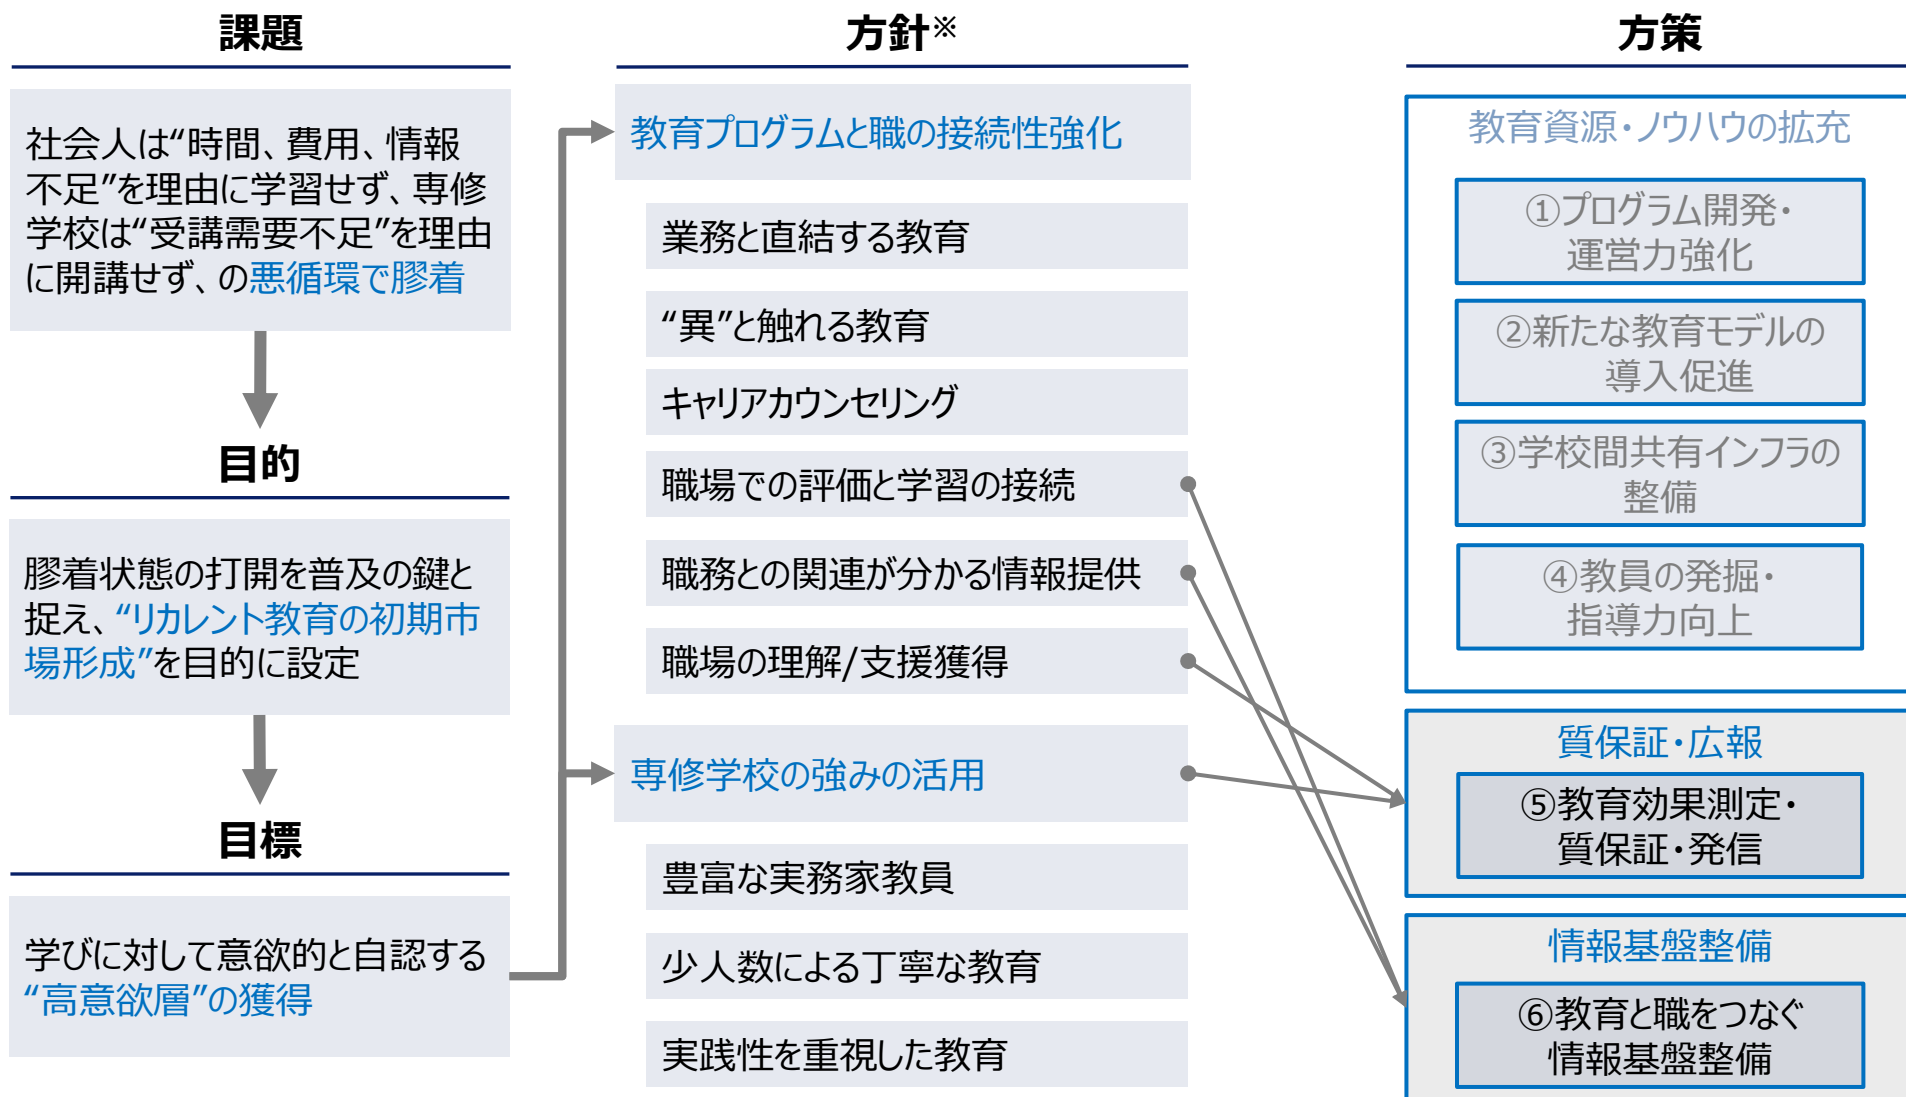 課題
社会人は“時間、費用、情報
不足”を理由に学習せず、専修
学校は“受講需要不足”を理由
に開講せず、の悪循環で膠着
目的
膠着状態の打開を普及の鍵と
捉え、“リカレント教育の初期市
場形成”を目的に設定
目標
学びに対して意欲的と自認する
“高意欲層”の獲得
方針※
教育プログラムと職の接続性強化
業務と直結する教育
“異”と触れる教育
キャリアカウンセリング
職場での評価と学習の接続
職務との関連が分かる情報提供
職場の理解/支援獲得
専修学校の強みの活用
豊富な実務家教員
少人数による丁寧な教育
実践性を重視した教育
方策
教育資源・ノウハウの拡充
①プログラム開発・
運営力強化
②新たな教育モデルの
導入促進
③学校間共有インフラの
整備
④教員の発掘・
指導力向上
質保証・広報
⑤教育効果測定・
質保証・発信
情報基盤整備
⑥教育と職をつなぐ
情報基盤整備